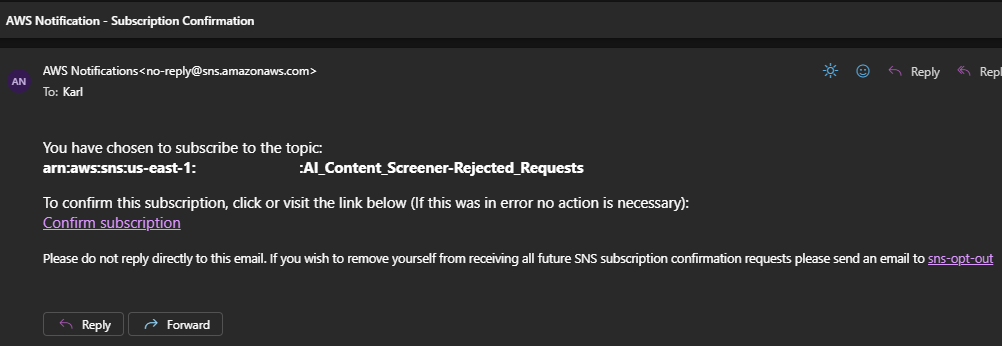 AWS Notification - Subscription Confirmation
AN
AWS Notifications<no-reply@sns.amazonaws.com>
To: Karl
Reply
Repl
You have chosen to subscribe to the topic:
arn:aws:sns:us-east-1: :AI_Content_Screener-Rejected_Requests
To confirm this subscription, click or visit the link below (If this was in error no action is necessary):
Confirm subscription
Please do not reply directly to this email. If you wish to remove yourself from receiving all future SNS subscription confirmation requests please send an email to sns-opt-out
Reply
Forward